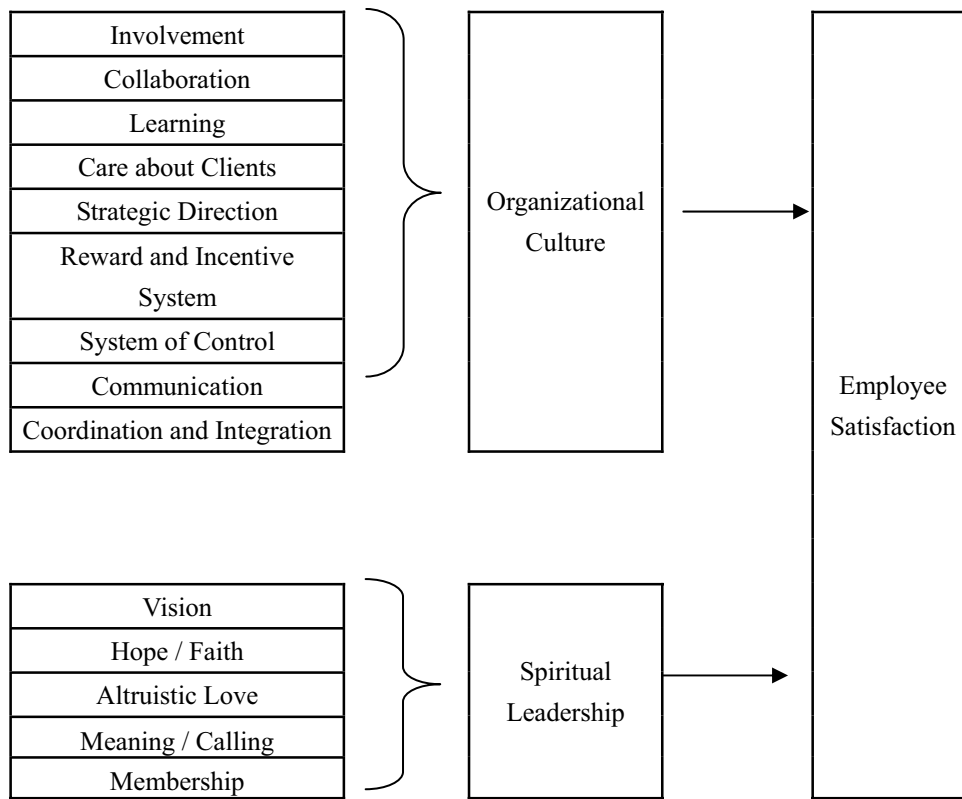 Involvement
Collaboration
Learning
Care about Clients
Strategic Direction
Reward and Incentive
System
System of Control
Communication
Coordination and Integration
Organizational
Culture
Employee
Satisfaction
Vision
Hope / Faith
Altruistic Love
Meaning / Calling
Membership
Spiritual
Leadership